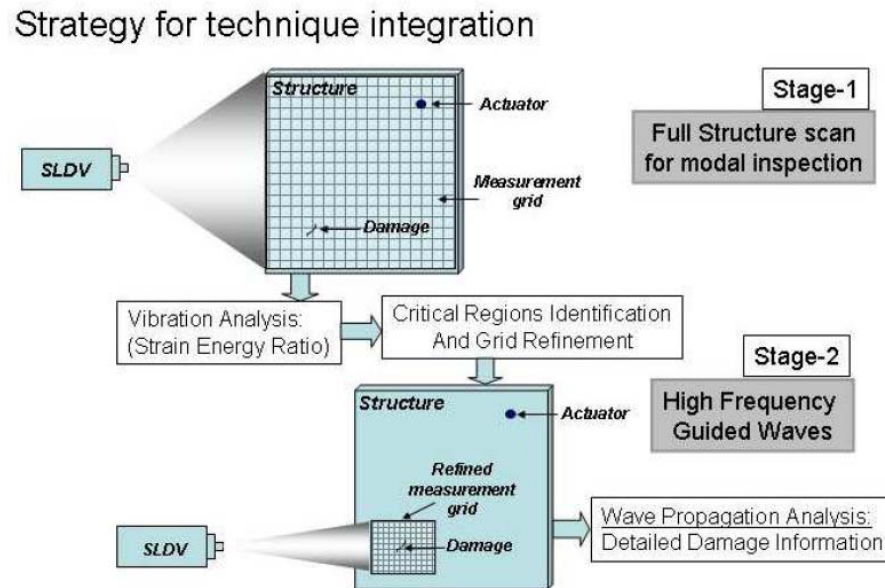 Strategy for technique integration
Structure
Actuator
SLDV
Measurement
grid
Damage
Stage-1
Full Structure scan
for modal inspection
Vibration Analysis:
(Strain Energy Ratio)
Critical Regions Identification
And Grid Refinement
Stage-2
High Frequency
Guided Waves
Structure
Actuator
Refined
measurement
grid
SLDV
Damage
Wave Propagation Analysis:
Detailed Damage Information